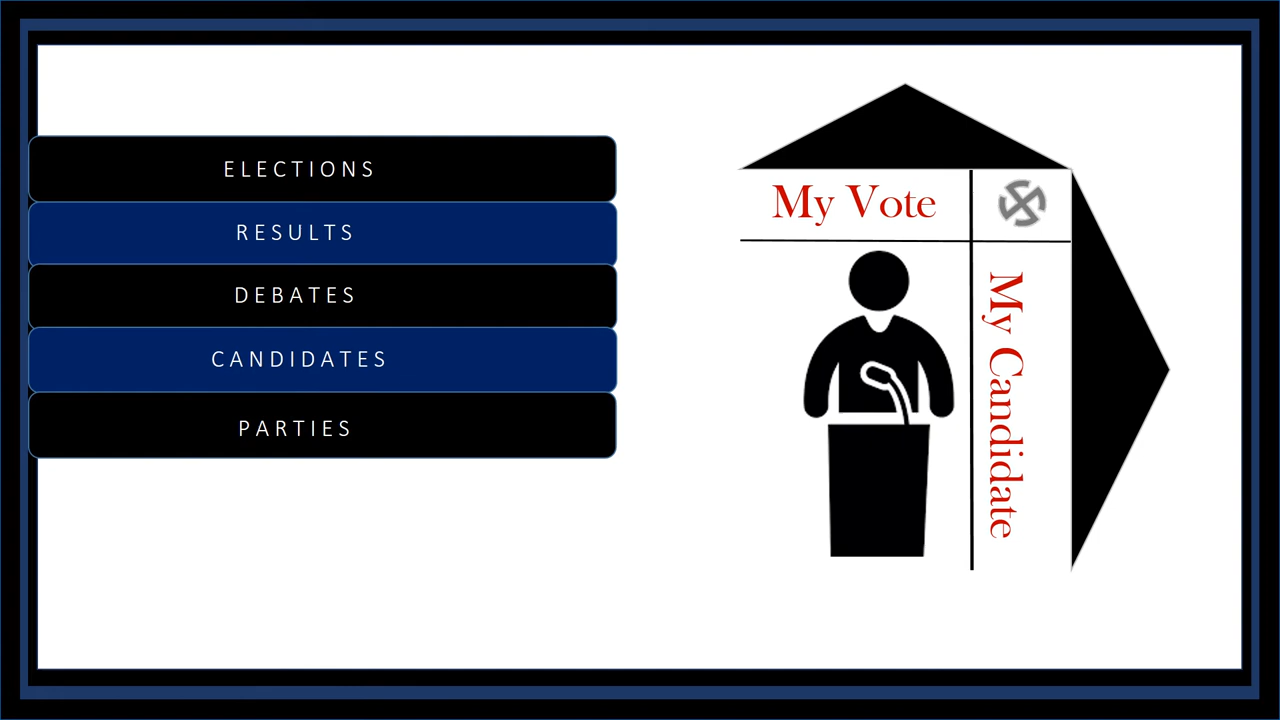 ELECTIONS
RESULTS
DEBATES
CANDIDATES
PARTIES
My Vote
My Candidate